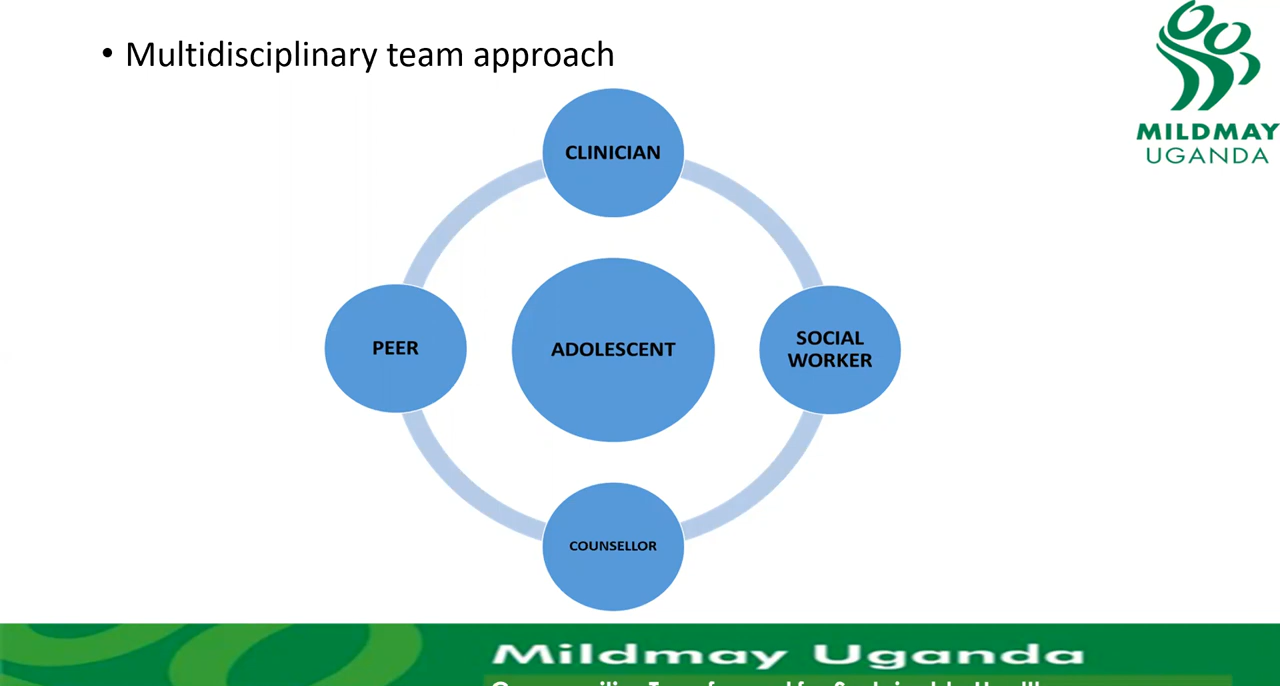 • Multidisciplinary team approach
MILDMAY
UGANDA
CLINICIAN
PEER
ADOLESCENT
SOCIAL
WORKER
COUNSELLOR
Mildmay Uganda